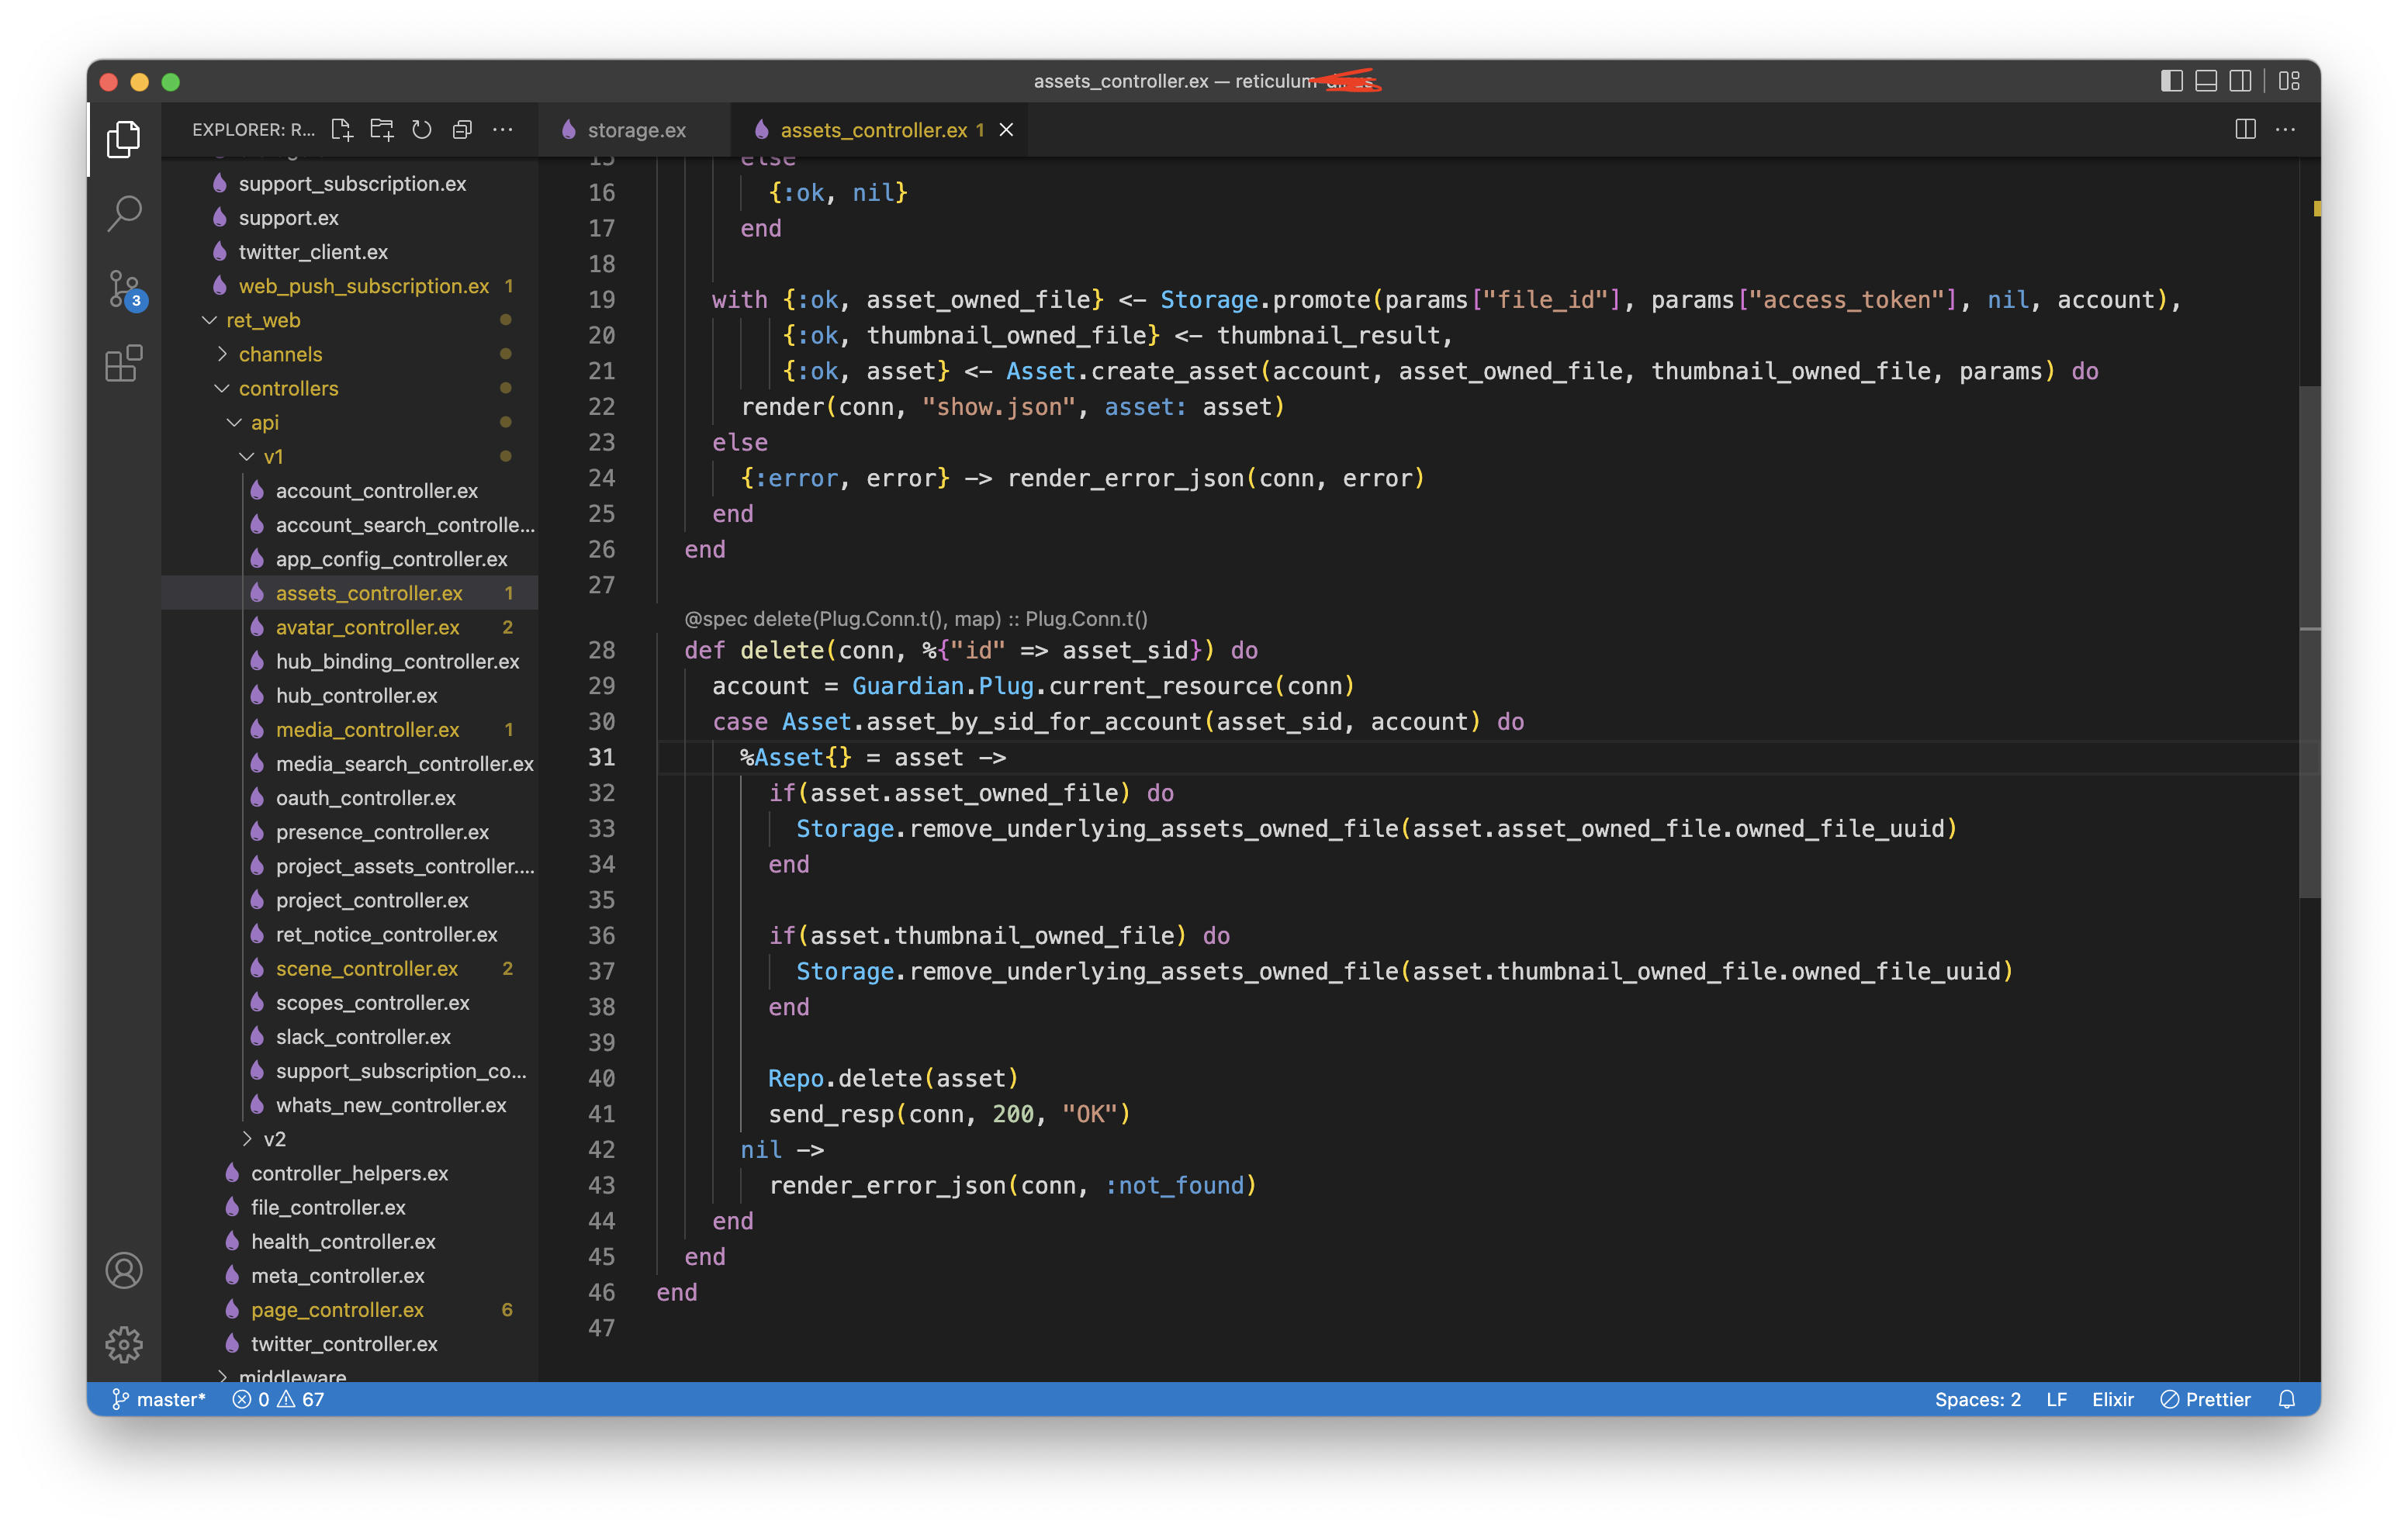 assets_controller.ex — reticulum
EXPLORER: R...
storage.ex
assets_controller.ex 1
support_subscription.ex
support.ex
twitter_client.ex
web_push_subscription.ex 1
ret_web
channels
controllers
api
v1
account_controller.ex
account_search_controlle...
app_config_controller.ex
assets_controller.ex 1
avatar_controller.ex 2
hub_binding_controller.ex
hub_controller.ex
media_controller.ex 1
media_search_controller.ex
oauth_controller.ex
presence_controller.ex
project_assets_controller....
project_controller.ex
ret_notice_controller.ex
scene_controller.ex 2
scopes_controller.ex
slack_controller.ex
support_subscription_co...
whats_new_controller.ex
v2
controller_helpers.ex
file_controller.ex
health_controller.ex
meta_controller.ex
page_controller.ex 6
twitter_controller.ex
middleware
3
15 else
16 {:ok, nil}
17 end
18
19 with {:ok, asset_owned_file} <- Storage.promote(params["file_id"], params["access_token"], nil, account),
20 {:ok, thumbnail_owned_file} <- thumbnail_result,
21 {:ok, asset} <- Asset.create_asset(account, asset_owned_file, thumbnail_owned_file, params) do
22 render(conn, "show.json", asset: asset)
23 else
24 {:error, error} -> render_error_json(conn, error)
25 end
26 end
27
@spec delete(Plug.Conn.t(), map) :: Plug.Conn.t()
28 def delete(conn, %{"id" => asset_sid}) do
29 account = Guardian.Plug.current_resource(conn)
30 case Asset.asset_by_sid_for_account(asset_sid, account) do
31 %Asset{} = asset ->
32 if(asset.asset_owned_file) do
33 Storage.remove_underlying_assets_owned_file(asset.asset_owned_file.owned_file_uuid)
34 end
35
36 if(asset.thumbnail_owned_file) do
37 Storage.remove_underlying_assets_owned_file(asset.thumbnail_owned_file.owned_file_uuid)
38 end
39
40 Repo.delete(asset)
41 send_resp(conn, 200, "OK")
42 nil ->
43 render_error_json(conn, :not_found)
44 end
45 end
46 end
47
master* 0 67
Spaces: 2 LF Elixir Prettier